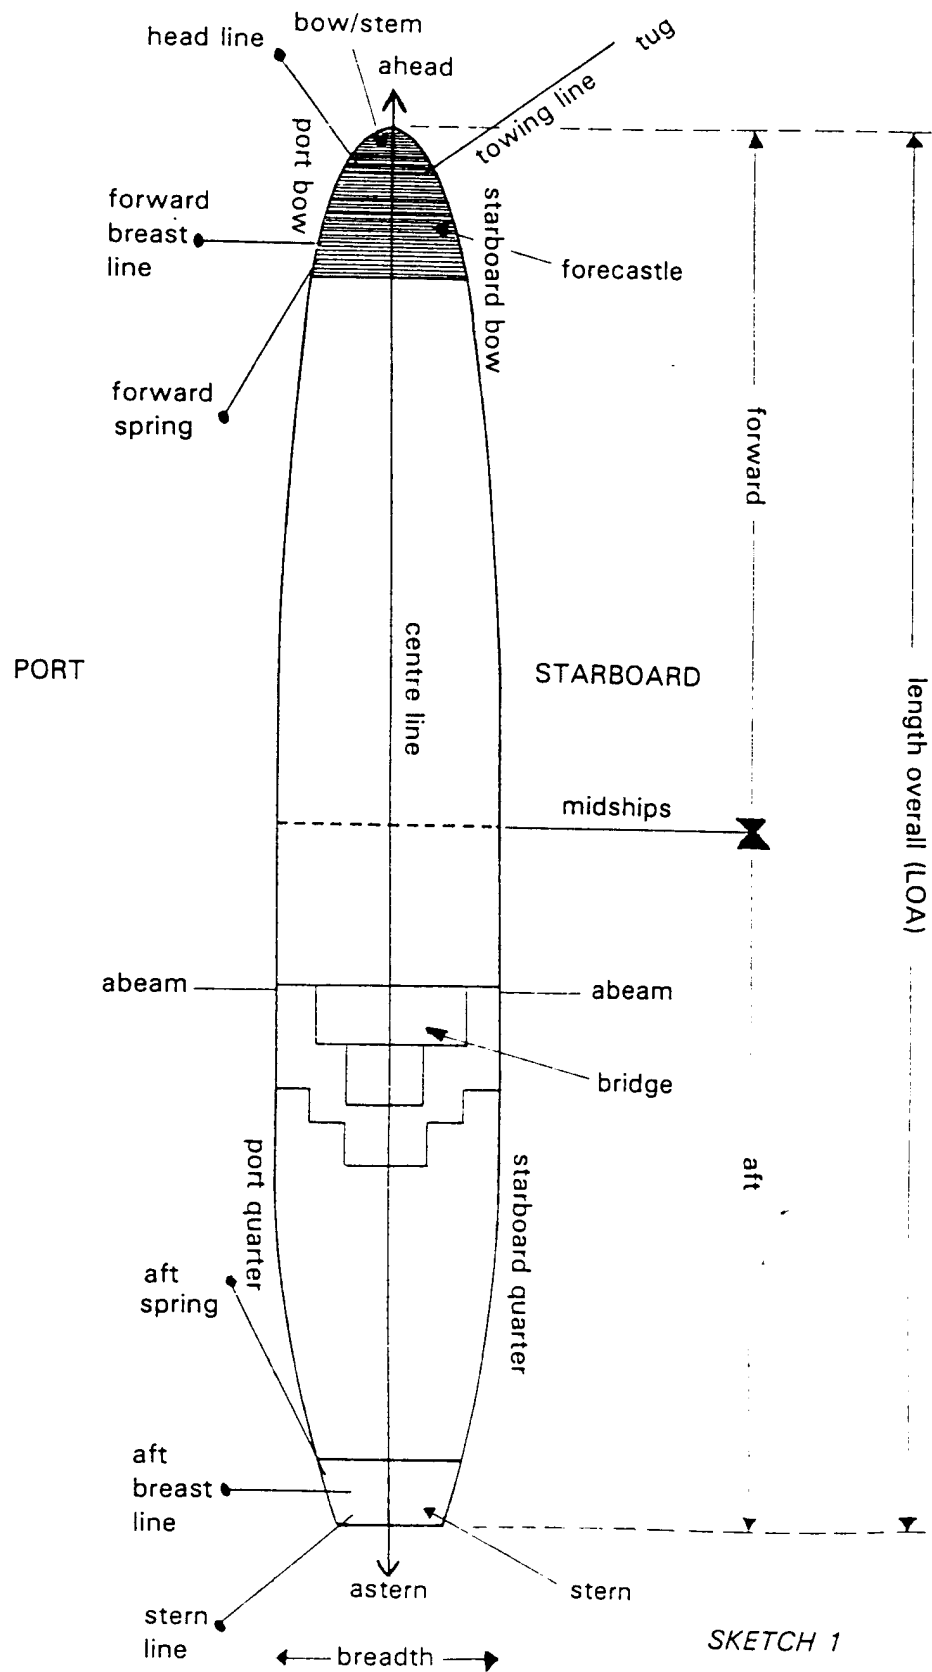 bow/stem
head line
tug
ahead
towing line
port bow
forward
breast
line
starboard bow
forecastle
forward
spring
forward
centre line
PORT
STARBOARD
length overall (LOA)
midships
abeam
abeam
bridge
port quarter
starboard quarter
aft
aft
spring
aft
breast
line
astern
stern
stern
line
breadth
SKETCH 1